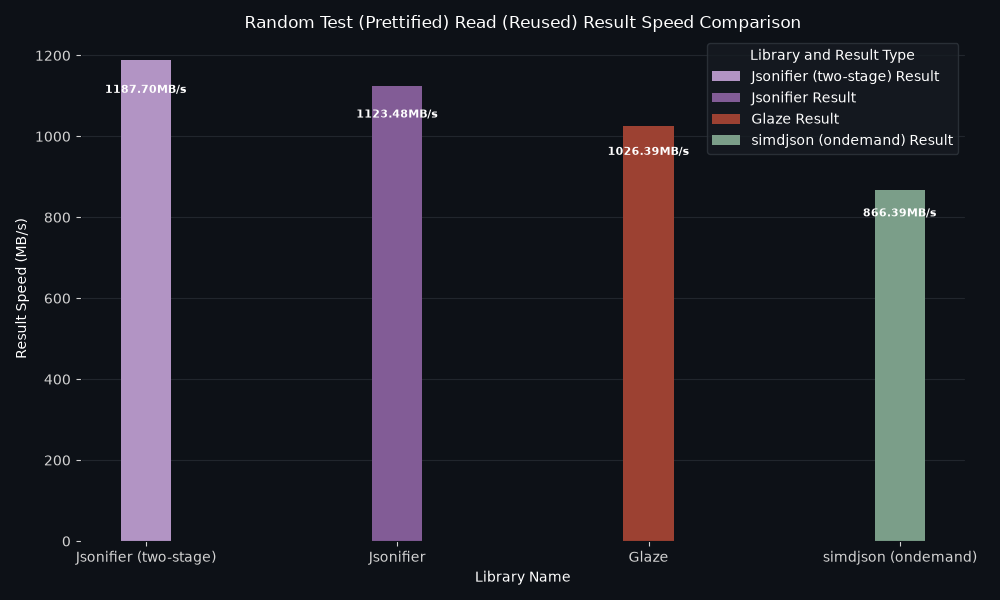 Random Test (Prettified) Read (Reused) Result Speed Comparison
Library and Result Type
Jsonifier (two-stage) Result
Jsonifier Result
Glaze Result
simdjson (ondemand) Result
1187.70MB/s
1123.48MB/s
1026.39MB/s
866.39MB/s
Result Speed (MB/s)
1200
1000
800
600
400
200
0
Jsonifier (two-stage)
Jsonifier
Glaze
simdjson (ondemand)
Library Name